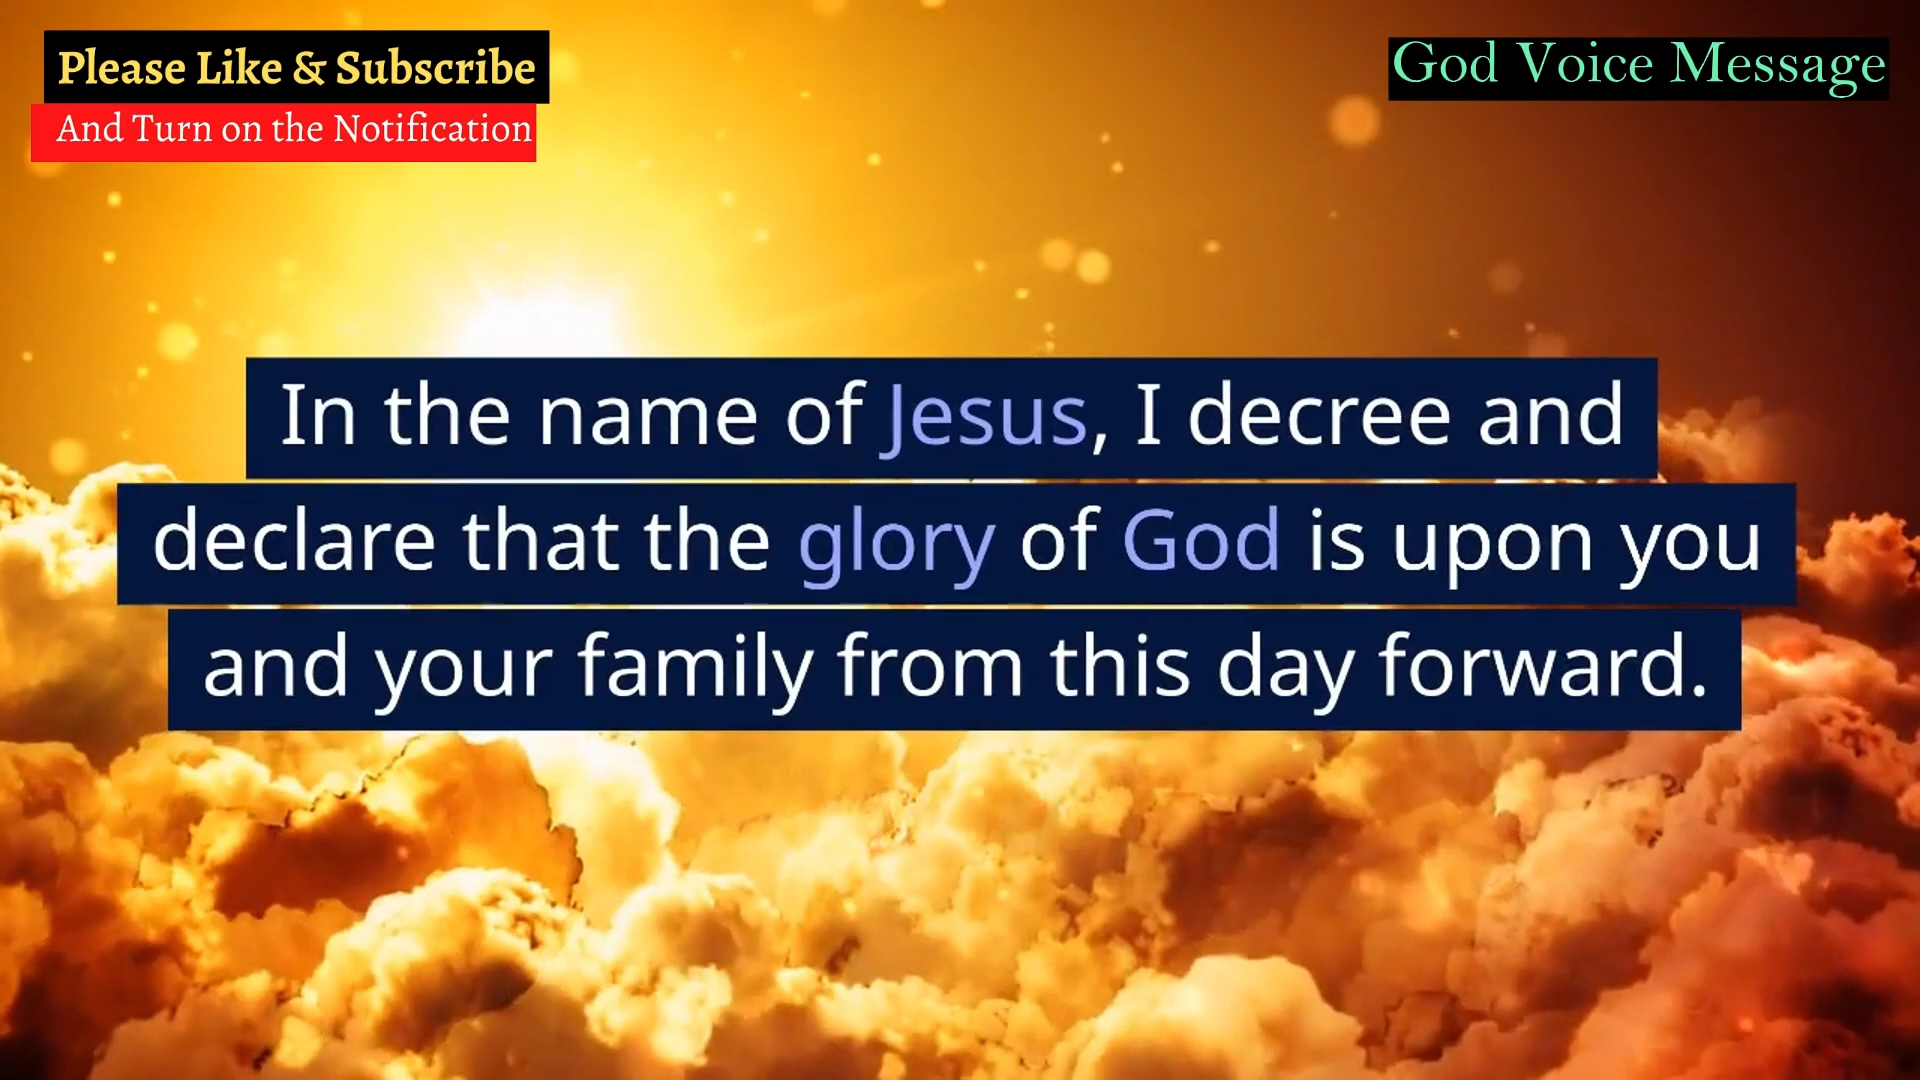 Please Like & Subscribe
And Turn on the Notification
God Voice Message
In the name of Jesus, I decree and
declare that the glory of God is upon you
and your family from this day forward.